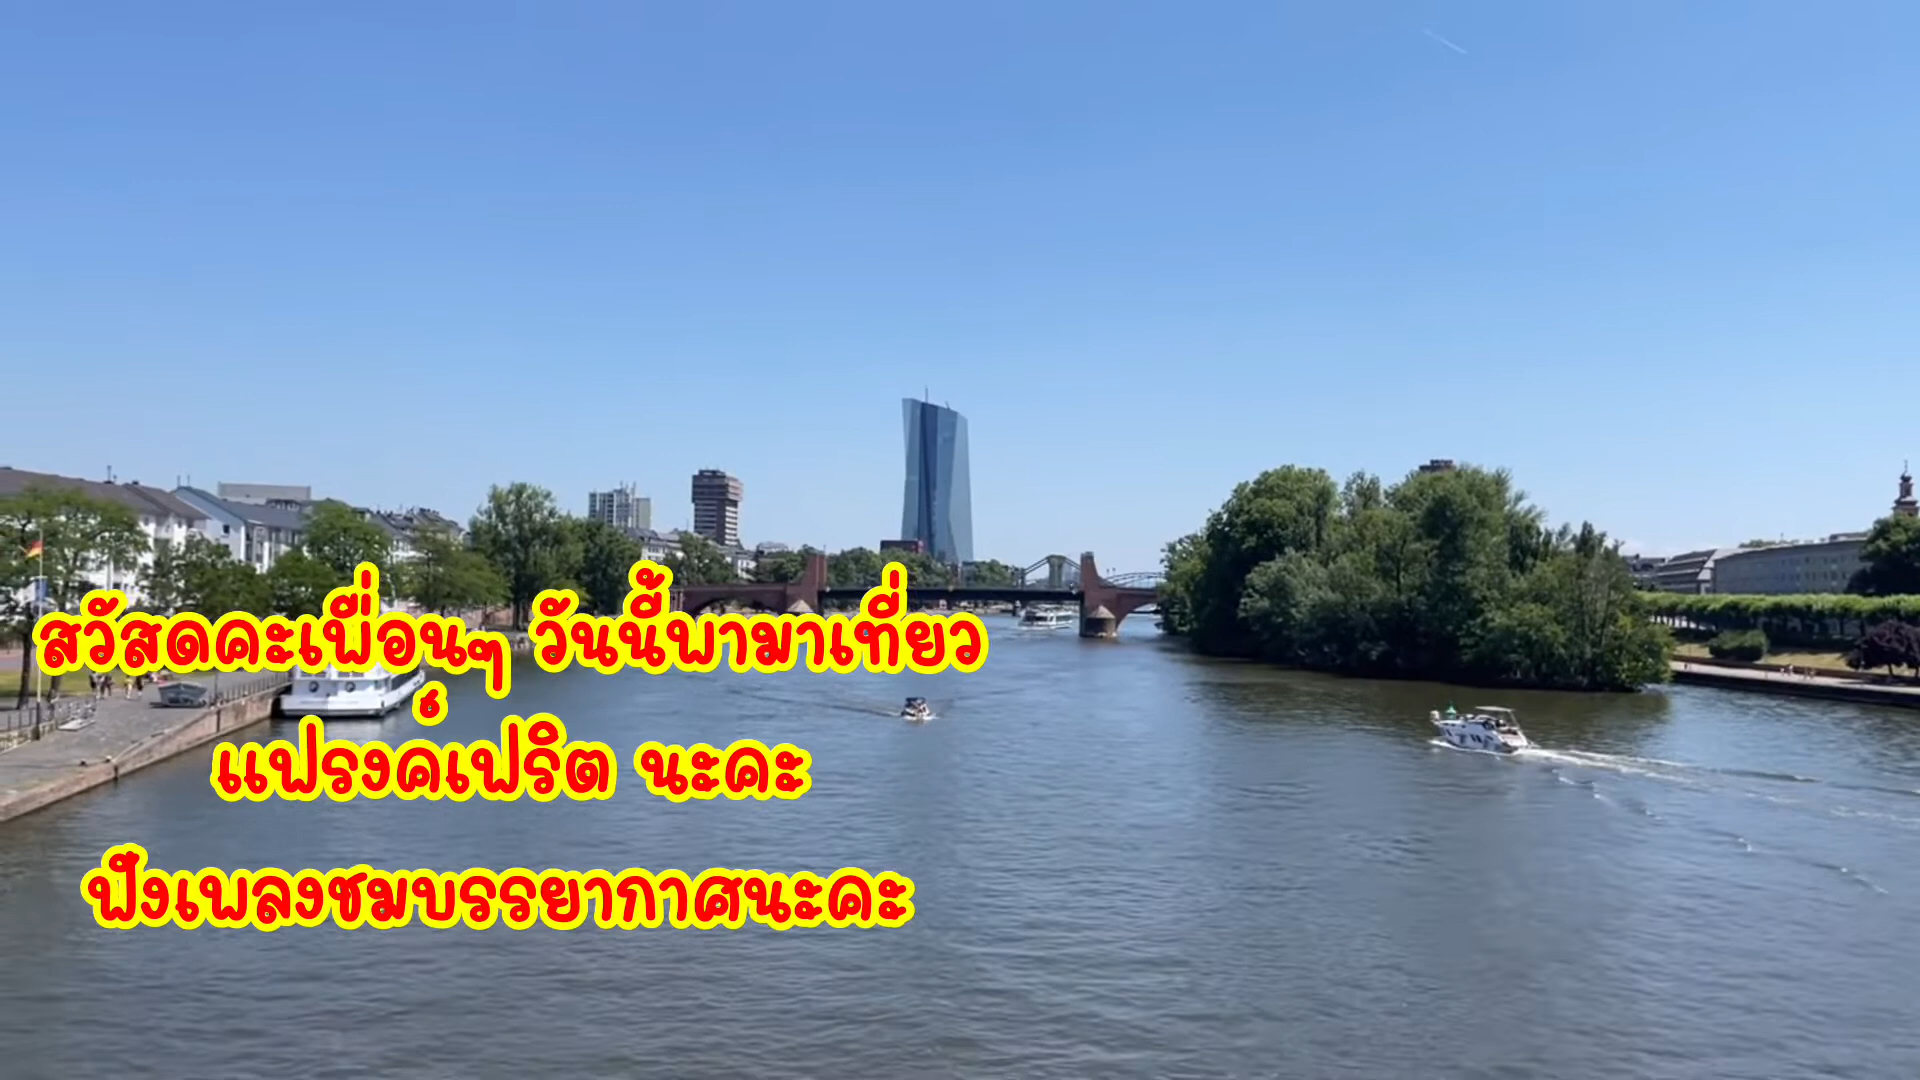 สวัสดคะเพื่อนๆ วันนี้พามาเที่ยว
แฟรงค์เฟริต นะคะ
ฟังเพลงชมบรรยากาศนะคะ